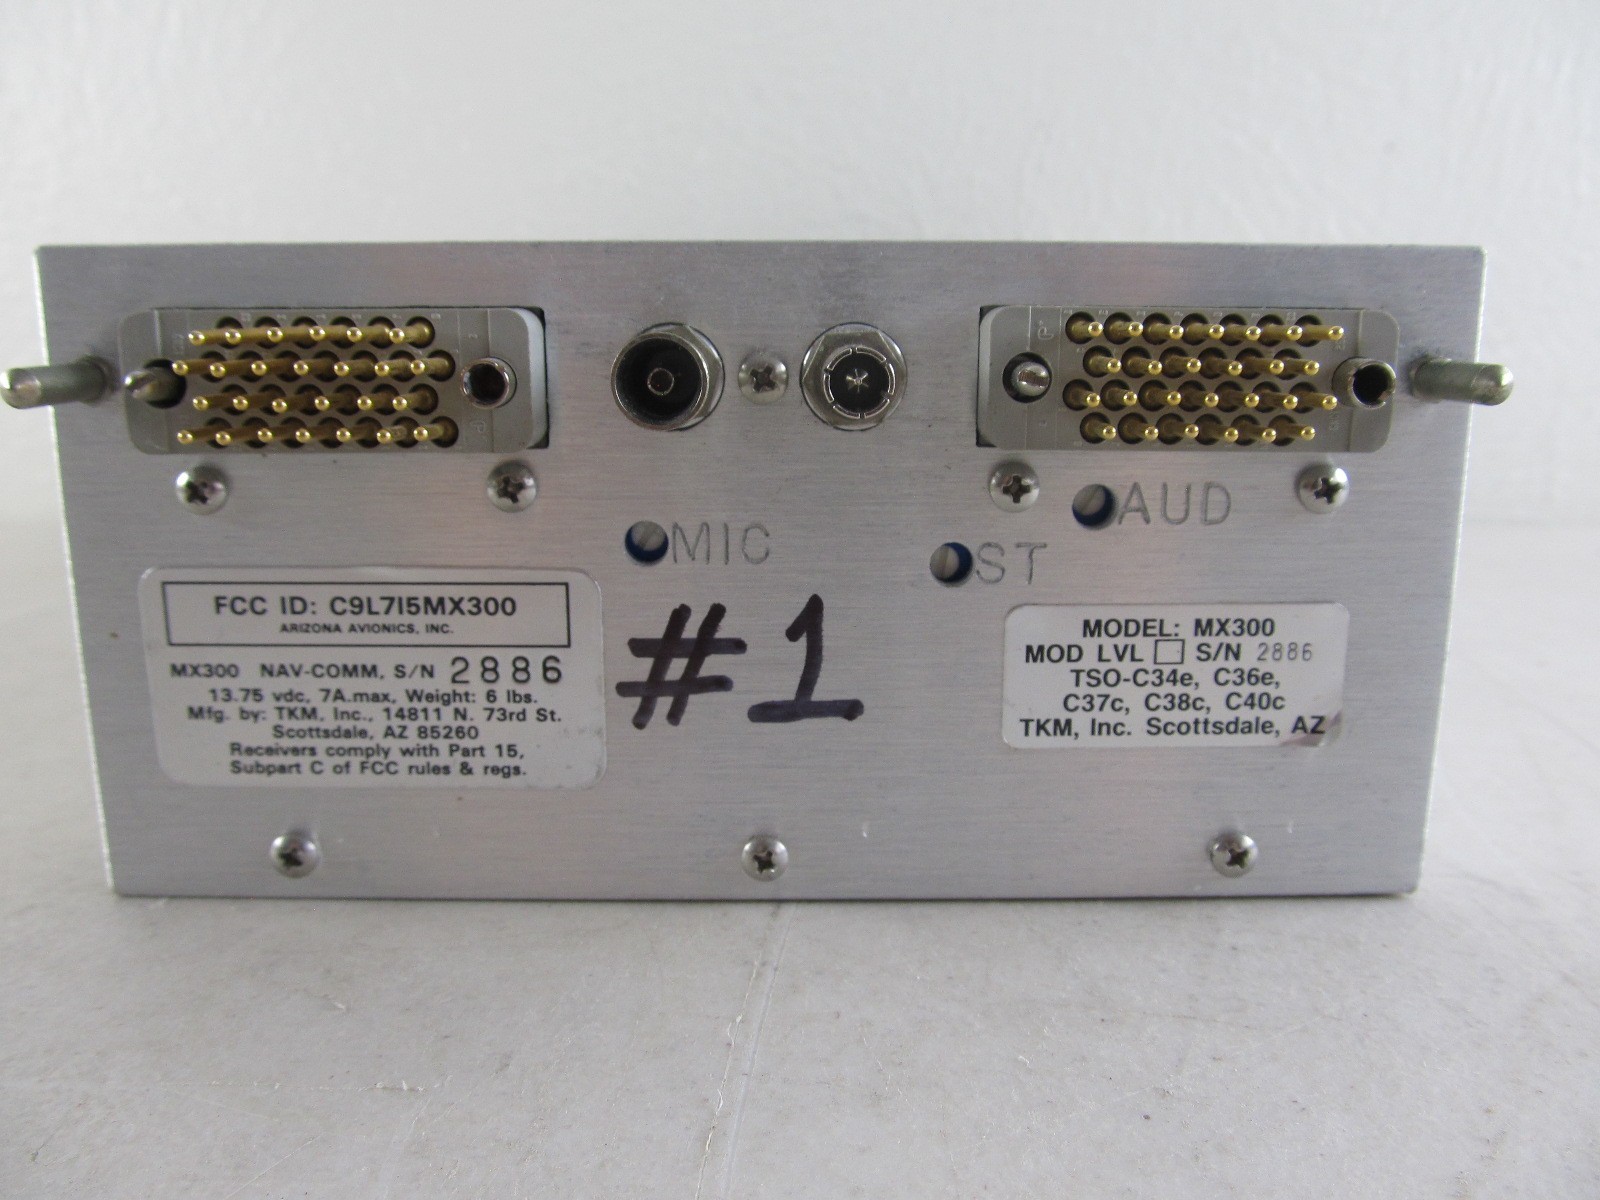 AUD
MIC
ST
#1
FCC ID: C9L7I5MX300
ARIZONA AVIONICS, INC.
MX300 NAV-COMM, S/N 2886
13.75 vdc, 7A.max, Weight: 6 lbs.
Mfg. by: TKM, Inc., 14811 N. 73rd St.
Scottsdale, AZ 85260
Receivers comply with Part 15,
Subpart C of FCC rules & regs.
MODEL: MX300
MOD LVL S/N 2886
TSO-C34e, C36e,
C37c, C38c, C40c
TKM, Inc. Scottsdale, AZ